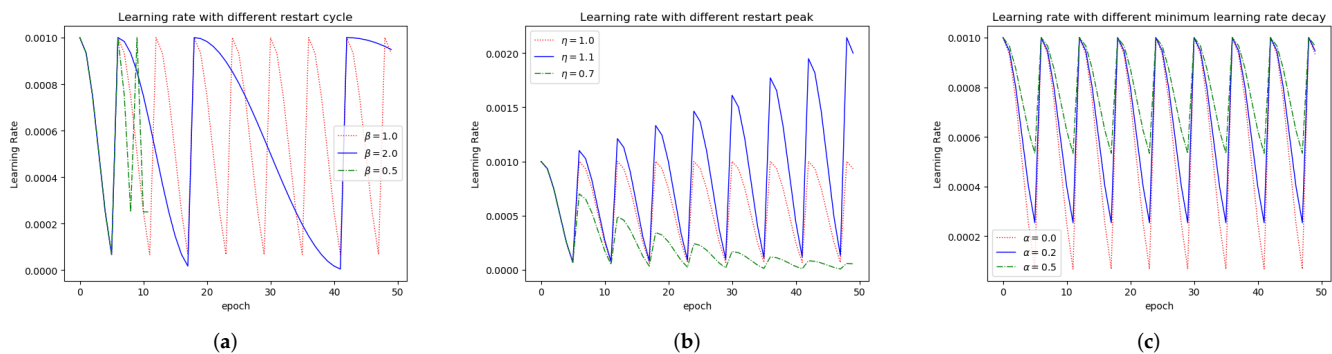 Learning rate with different restart cycle
0.0010
0.0008
0.0006
0.0004
0.0002
0.0000
Learning Rate
β = 1.0
β = 2.0
β = 0.5
0 10 20 30 40 50
epoch
(a)
Learning rate with different restart peak
0.0020
0.0015
0.0010
0.0005
0.0000
Learning Rate
η = 1.0
η = 1.1
η = 0.7
0 10 20 30 40 50
epoch
(b)
Learning rate with different minimum learning rate decay
0.0010
0.0008
0.0006
0.0004
0.0002
Learning Rate
α = 0.0
α = 0.2
α = 0.5
0 10 20 30 40 50
epoch
(c)